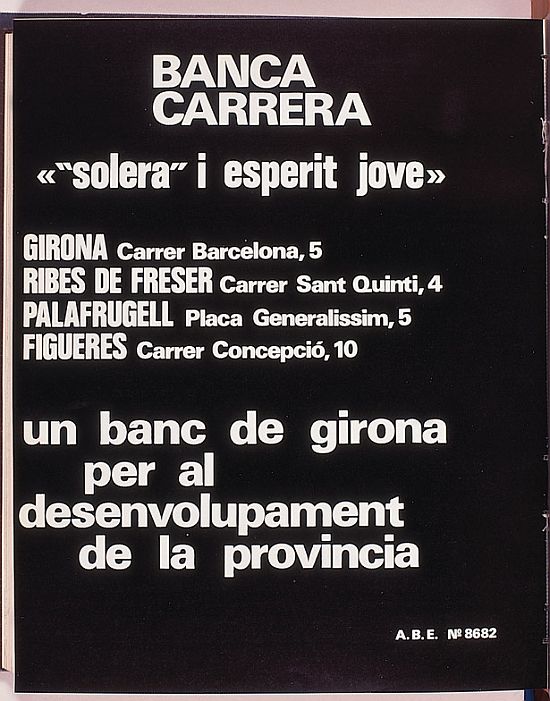 BANCA
CARRERA
«"solera" i esperit jove»
GIRONA Carrer Barcelona, 5
RIBES DE FRESER Carrer Sant Quinti, 4
PALAFRUGELL Placa Generalissim, 5
FIGUERES Carrer Concepció, 10
un banc de girona
per al
desenvolupament
de la provincia
A.B.E. Nº 8682